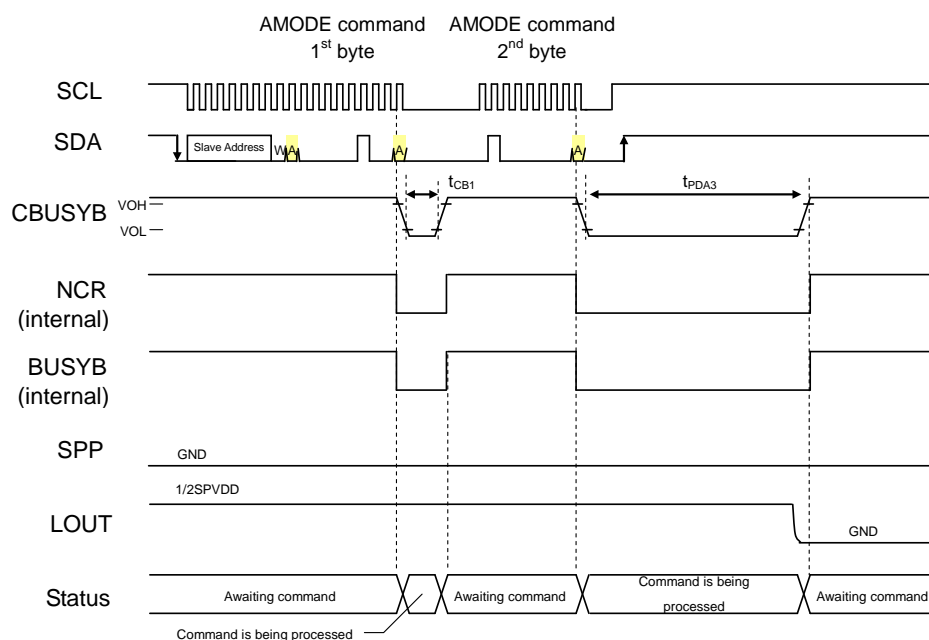 AMODE command
1st byte
AMODE command
2nd byte
SCL
SDA
Slave Address
W
A
A
A
CBUSYB
VOH
VOL
tCB1
tPDA3
NCR
(internal)
BUSYB
(internal)
SPP
GND
1/2SPVDD
LOUT
GND
Status
Awaiting command
Awaiting command
Command is being
processed
Awaiting command
Command is being processed